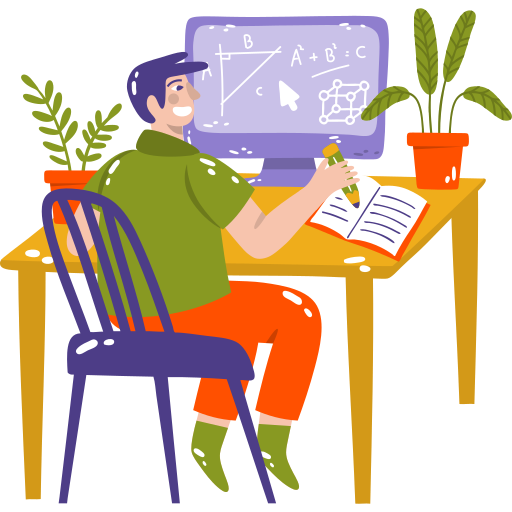 B
A
C
A² + B² = C